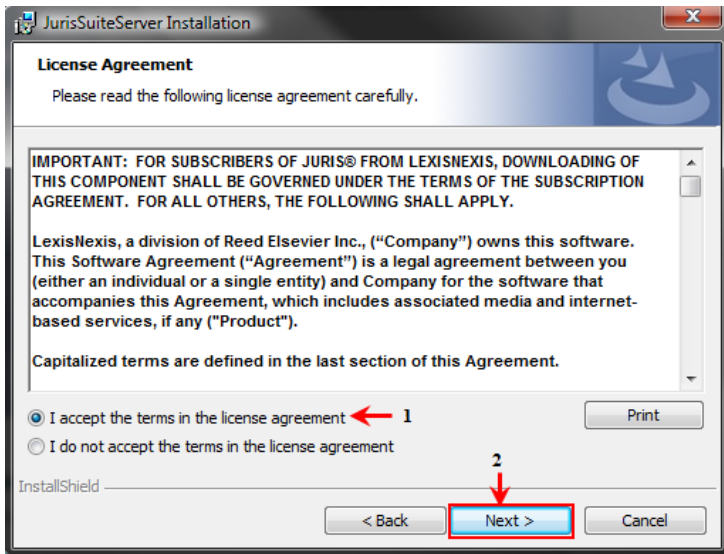 JurisSuiteServer Installation
License Agreement
Please read the following license agreement carefully.
IMPORTANT: FOR SUBSCRIBERS OF JURIS® FROM LEXISNEXIS, DOWNLOADING OF
THIS COMPONENT SHALL BE GOVERNED UNDER THE TERMS OF THE SUBSCRIPTION
AGREEMENT. FOR ALL OTHERS, THE FOLLOWING SHALL APPLY.
LexisNexis, a division of Reed Elsevier Inc., (“Company”) owns this software.
This Software Agreement (“Agreement”) is a legal agreement between you
(either an individual or a single entity) and Company for the software that
accompanies this Agreement, which includes associated media and internet-
based services, if any ("Product").
Capitalized terms are defined in the last section of this Agreement.
I accept the terms in the license agreement 1
Print
I do not accept the terms in the license agreement
2
InstallShield
< Back Next > Cancel